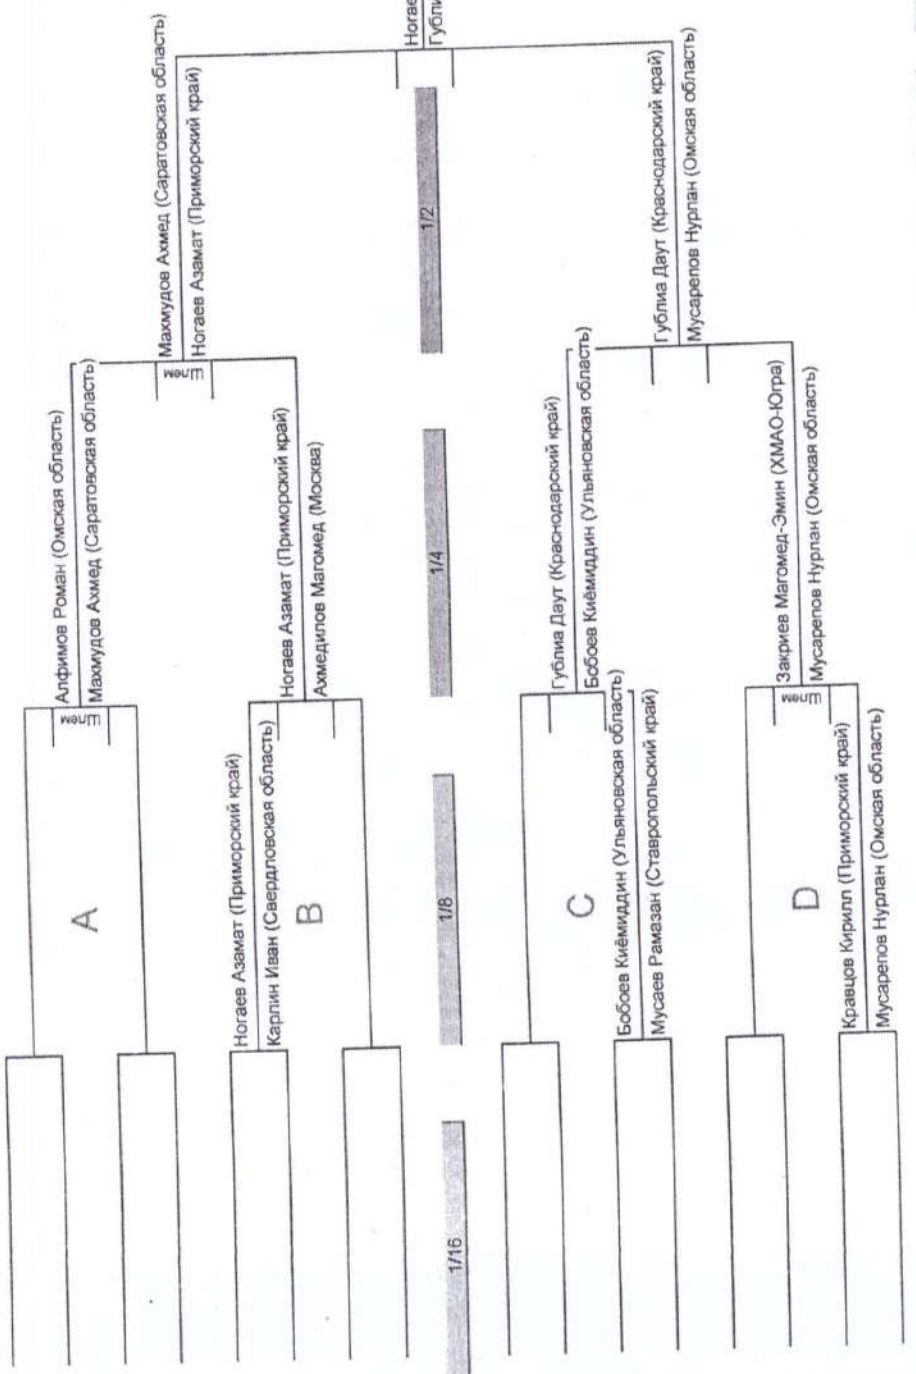 1/16
1/8
1/4
1/2
A
Алфимов Роман (Омская область)
Махмудов Ахмед (Саратовская область)
Шлем
Махмудов Ахмед (Саратовская область)
Ногаев Азамат (Приморский край)
Шлем
Ногаев Азамат (Приморский край)
Карлин Иван (Свердловская область)
B
Ногаев Азамат (Приморский край)
Ахмедилов Магомед (Москва)
Ногае
Губли
C
Бобоев Киёмиддин (Ульяновская область)
Мусаев Рамазан (Ставропольский край)
Гублиа Даут (Краснодарский край)
Бобоев Киёмиддин (Ульяновская область)
Гублиа Даут (Краснодарский край)
Мусарепов Нурлан (Омская область)
D
Закриев Магомед-Эмин (ХМАО-Югра)
Мусарепов Нурлан (Омская область)
Шлем
Кравцов Кирилл (Приморский край)
Мусарепов Нурлан (Омская область)